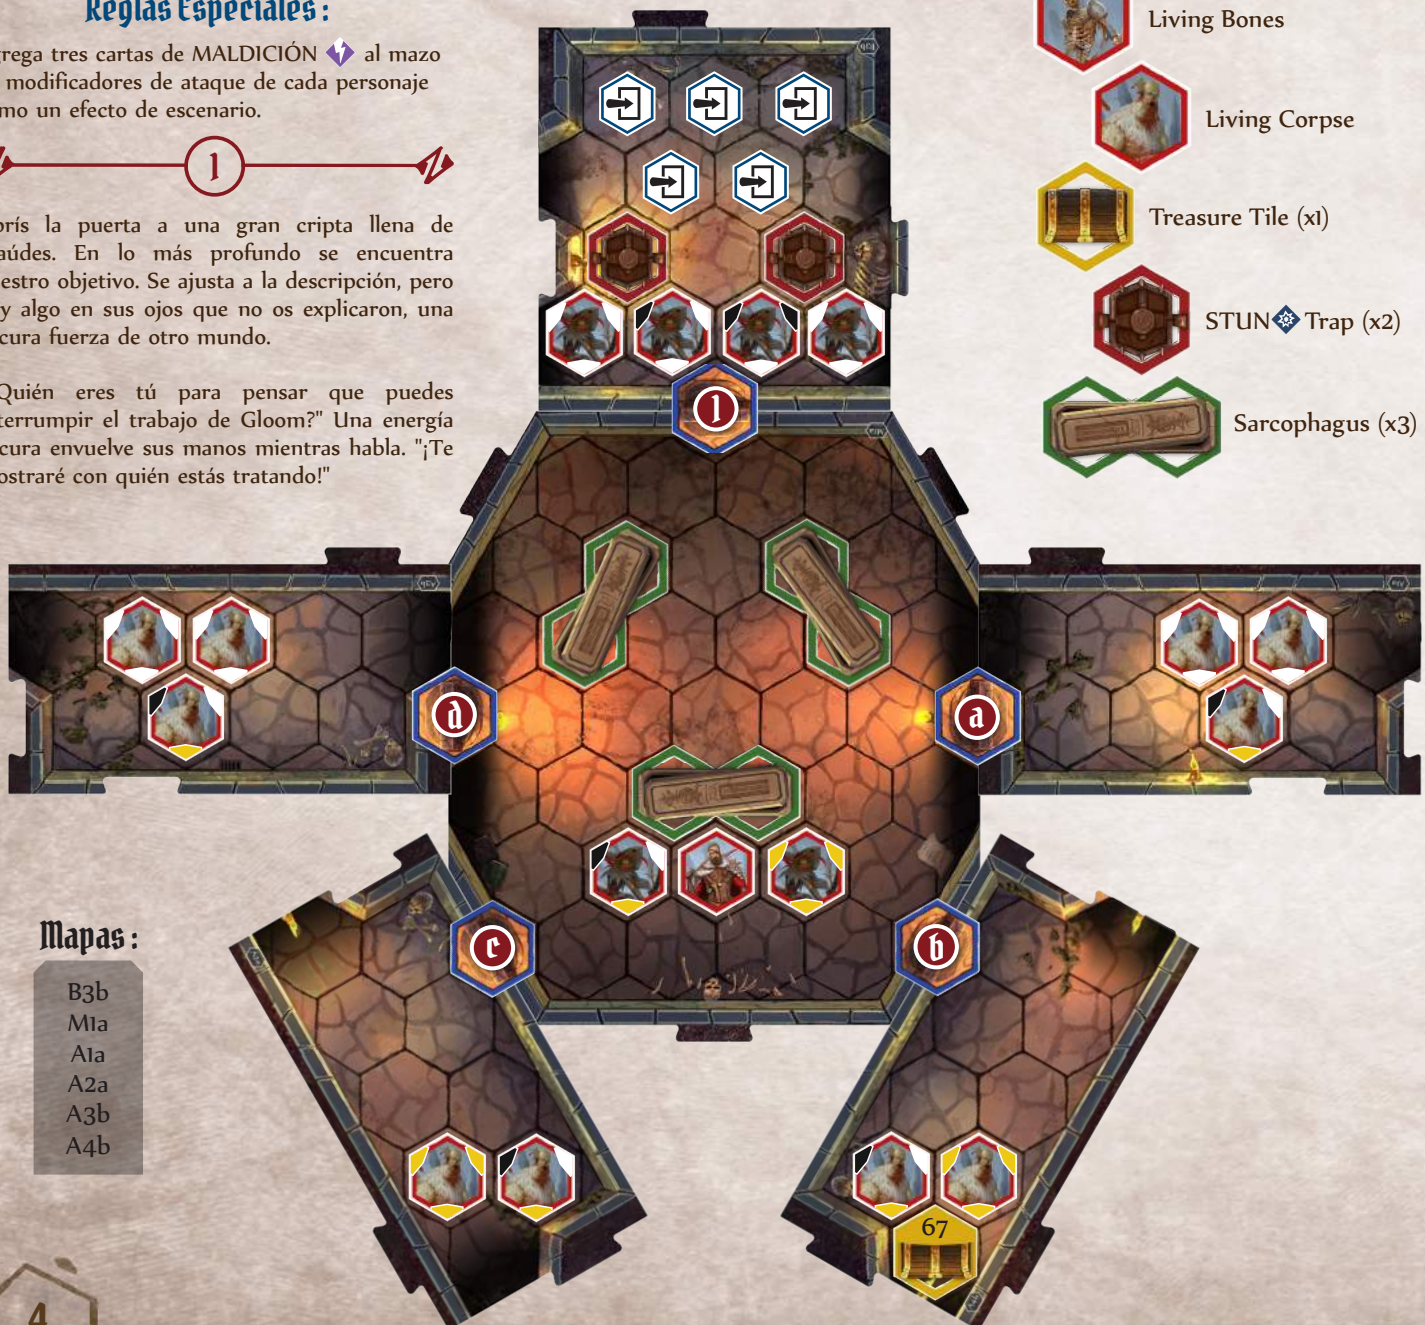 Reglas Especiales:
rega tres cartas de MALDICIÓN al mazo
modificadores de ataque de cada personaje
mo un efecto de escenario.
1
orís la puerta a una gran cripta llena de
aúdes. En lo más profundo se encuentra
estro objetivo. Se ajusta a la descripción, pero
y algo en sus ojos que no os explicaron, una
cura fuerza de otro mundo.
Quién eres tú para pensar que puedes
terrumpir el trabajo de Gloom?" Una energía
cura envuelve sus manos mientras habla. "¡Te
ostraré con quién estás tratando!"
Living Bones
Living Corpse
Treasure Tile (x1)
STUN Trap (x2)
Sarcophagus (x3)
B3b
1
M1a
A3b
A1a
d
a
c
b
67
Mapas:
B3b
M1a
A1a
A2a
A3b
A4b
4